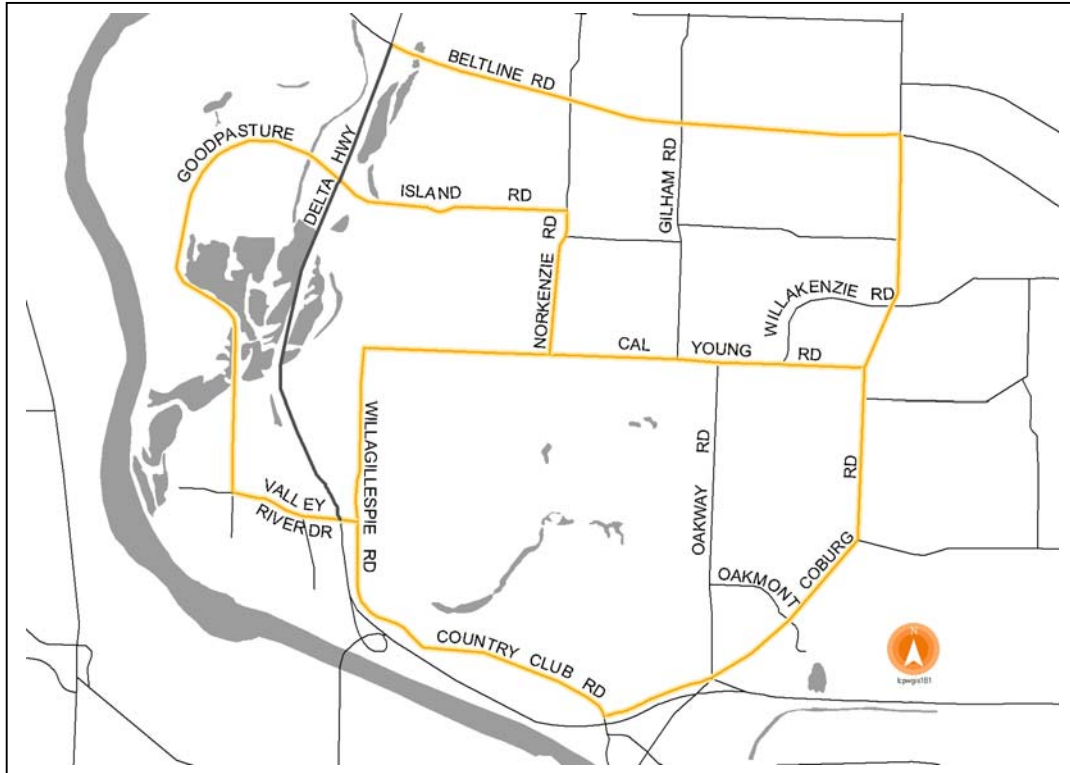 BELTLINE RD
GOODPASTURE
DELTA HWY
ISLAND RD
GILHAM RD
NORKENZIE RD
WILLAKENZIE RD
CAL YOUNG RD
WILLAGILLESPIE RD
OAKWAY RD
RD
VALLEY
RIVER DR
COBURG
OAKMONT
COUNTRY CLUB RD
N
lcpwgis181